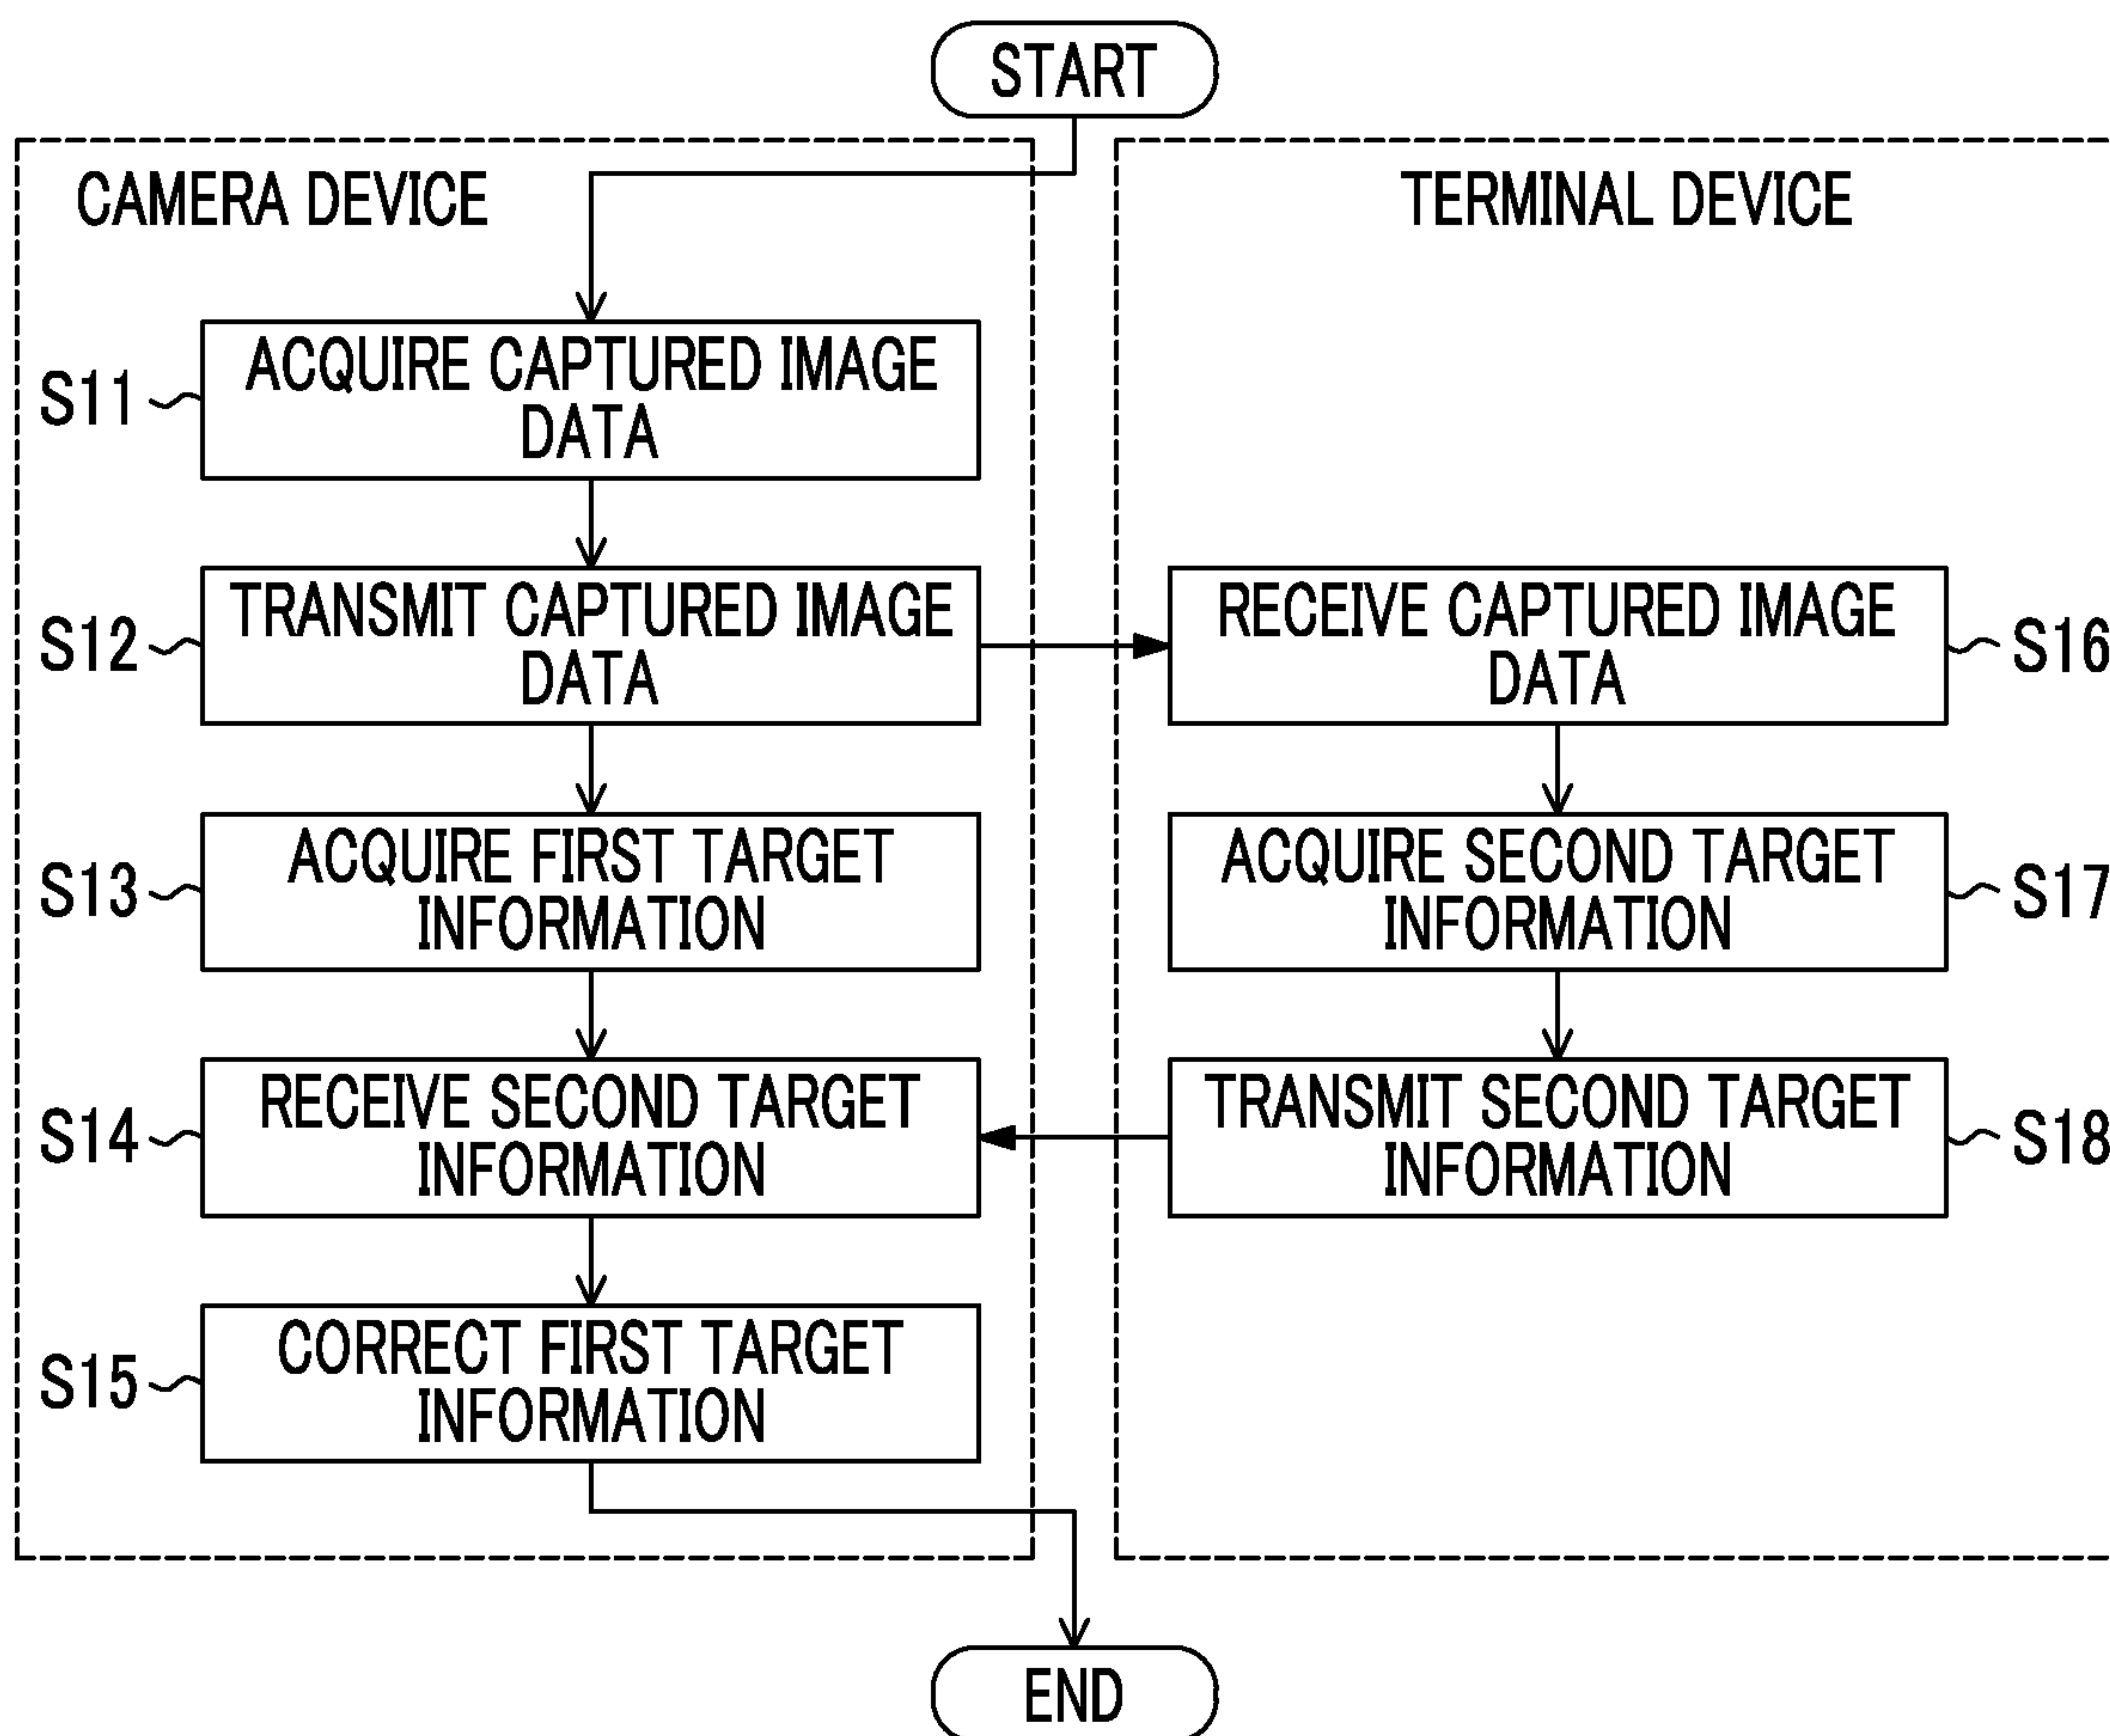 START
CAMERA DEVICE
TERMINAL DEVICE
S11
ACQUIRE CAPTURED IMAGE
DATA
S12
TRANSMIT CAPTURED IMAGE
DATA
RECEIVE CAPTURED IMAGE
DATA
S16
S13
ACQUIRE FIRST TARGET
INFORMATION
ACQUIRE SECOND TARGET
INFORMATION
S17
S14
RECEIVE SECOND TARGET
INFORMATION
TRANSMIT SECOND TARGET
INFORMATION
S18
S15
CORRECT FIRST TARGET
INFORMATION
END